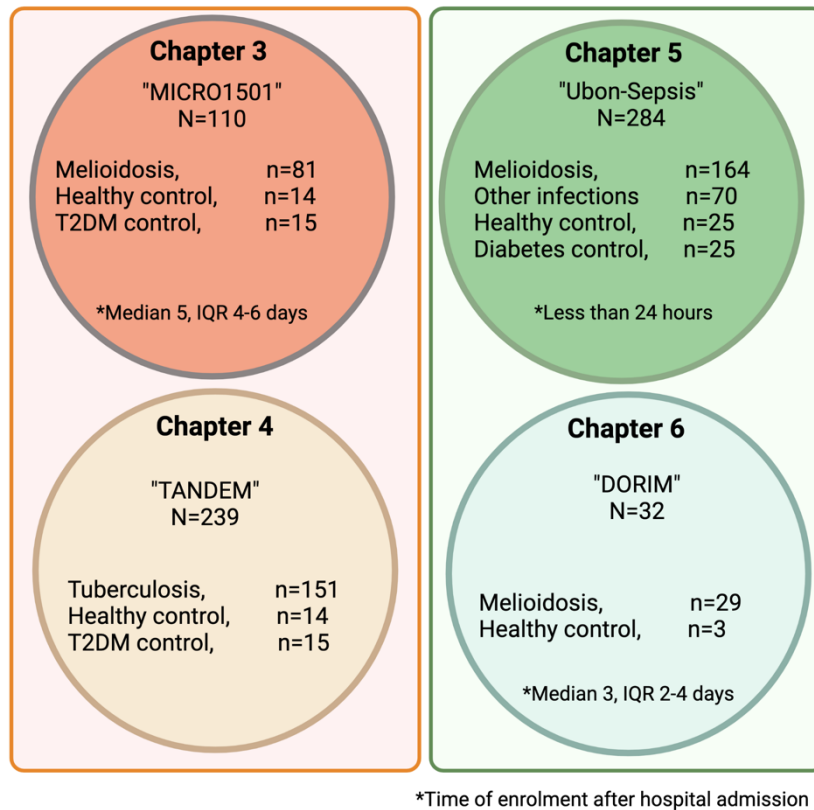 Chapter 3
"MICRO1501"
N=110
Melioidosis, n=81
Healthy control, n=14
T2DM control, n=15
*Median 5, IQR 4-6 days
Chapter 4
"TANDEM"
N=239
Tuberculosis, n=151
Healthy control, n=14
T2DM control, n=15
Chapter 5
"Ubon-Sepsis"
N=284
Melioidosis, n=164
Other infections n=70
Healthy control, n=25
Diabetes control, n=25
*Less than 24 hours
Chapter 6
"DORIM"
N=32
Melioidosis, n=29
Healthy control, n=3
*Median 3, IQR 2-4 days
*Time of enrolment after hospital admission